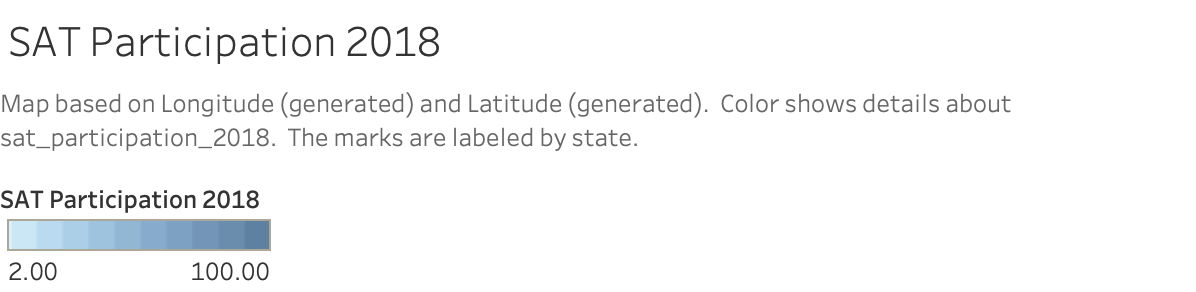 SAT Participation 2018
Map based on Longitude (generated) and Latitude (generated).  Color shows details about
sat_participation_2018.  The marks are labeled by state.
SAT Participation 2018
2.00 100.00